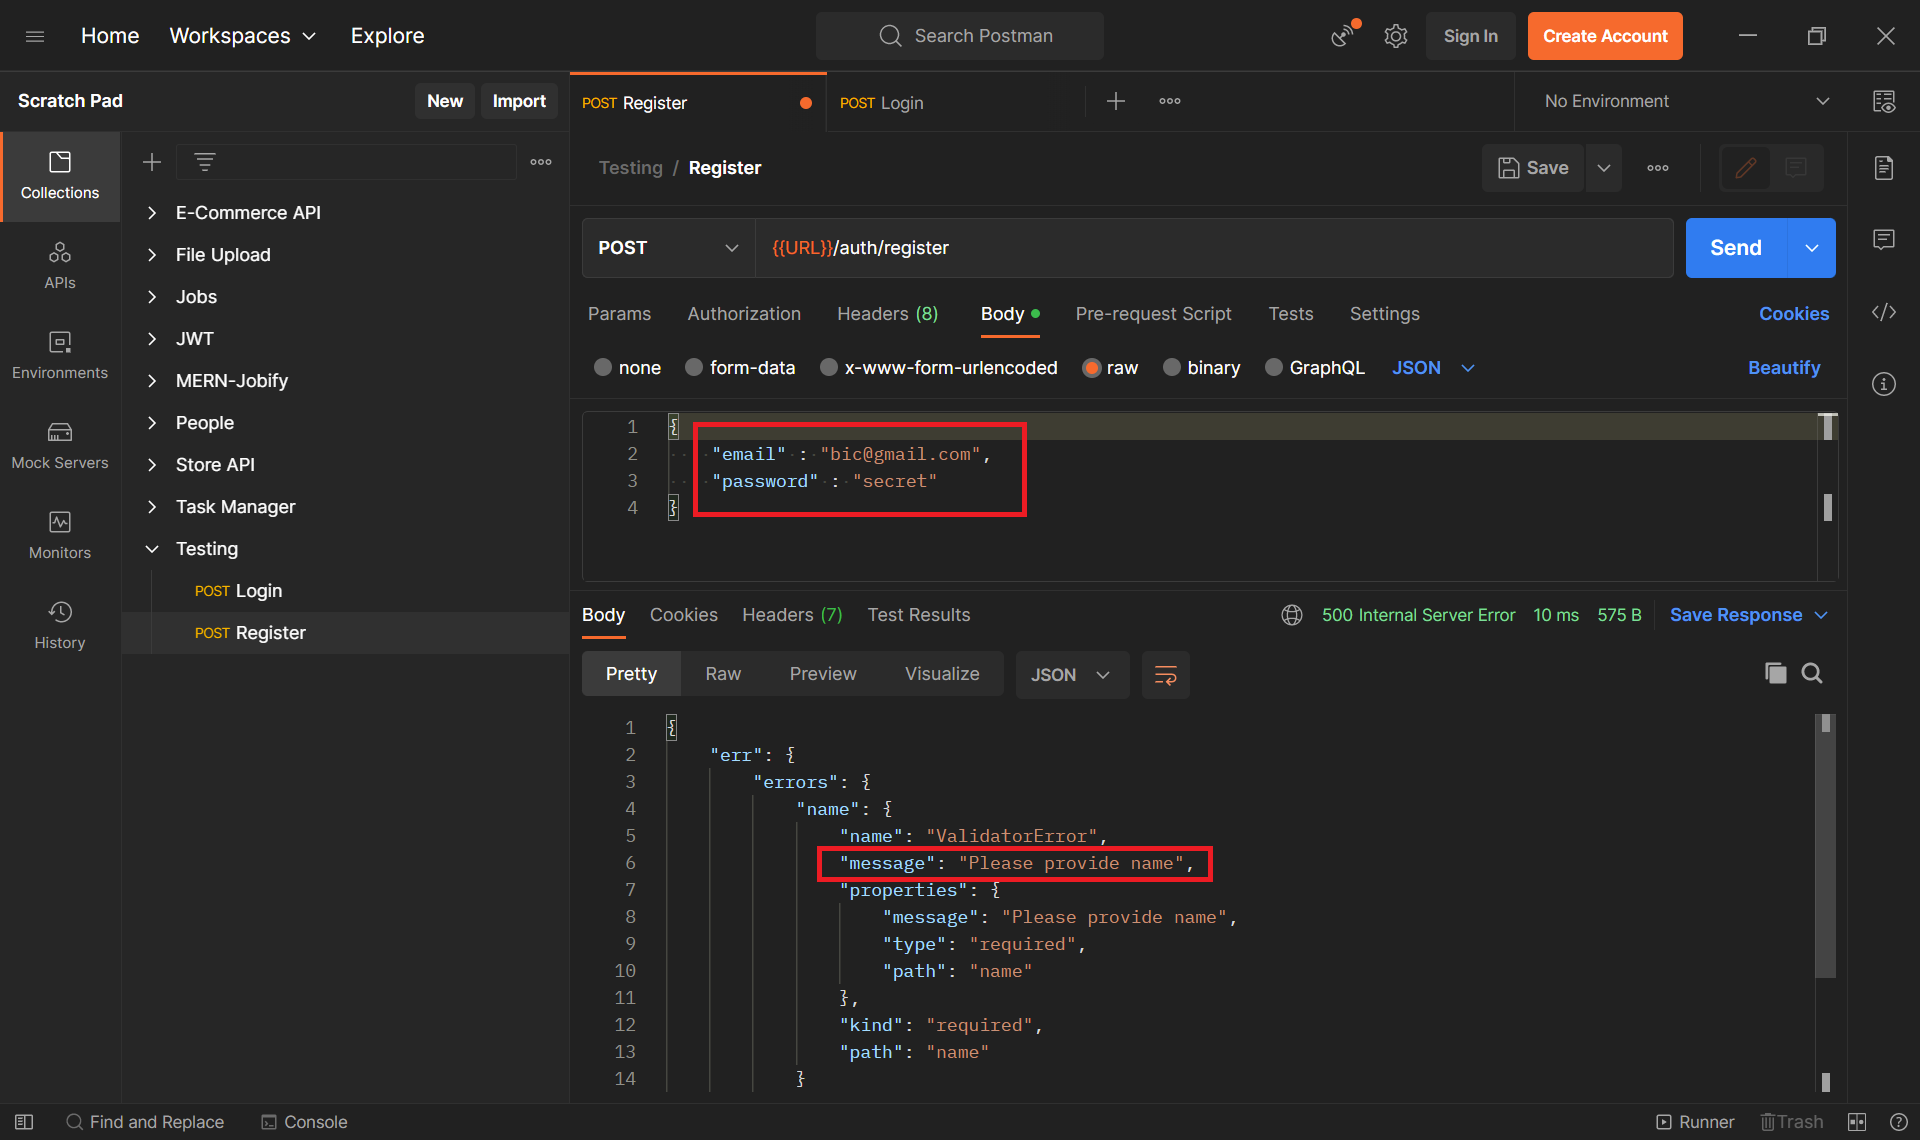 Home Workspaces Explore Search Postman Sign In Create Account
Scratch Pad New Import
POST Register POST Login No Environment
Collections
APIs
Environments
Mock Servers
Monitors
History
E-Commerce API
File Upload
Jobs
JWT
MERN-Jobify
People
Store API
Task Manager
Testing
POST Login
POST Register
Testing / Register Save
POST {{URL}}/auth/register Send
Params Authorization Headers (8) Body Pre-request Script Tests Settings Cookies
none form-data x-www-form-urlencoded raw binary GraphQL JSON Beautify
1 {
2 "email" : "bic@gmail.com",
3 "password" : "secret"
4 }
Body Cookies Headers (7) Test Results 500 Internal Server Error 10 ms 575 B Save Response
Pretty Raw Preview Visualize JSON
1 {
2 "err": {
3 "errors": {
4 "name": {
5 "name": "ValidatorError",
6 "message": "Please provide name",
7 "properties": {
8 "message": "Please provide name",
9 "type": "required",
10 "path": "name"
11 },
12 "kind": "required",
13 "path": "name"
14 }
Find and Replace Console Runner Trash